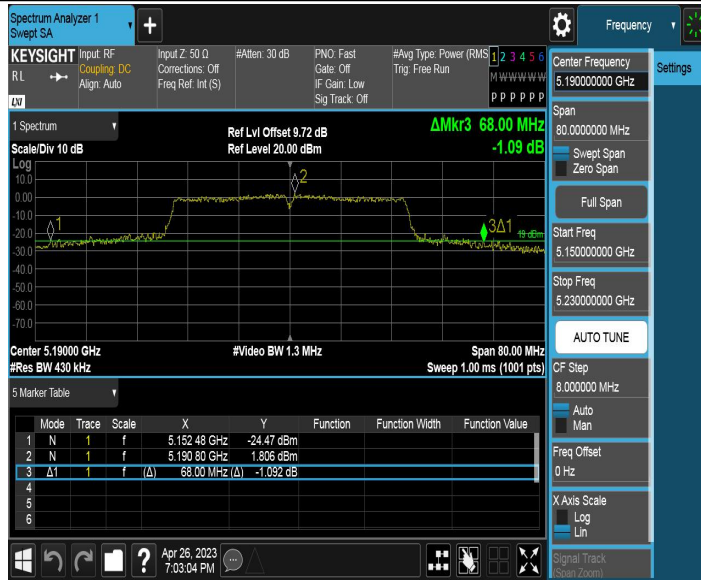 Spectrum Analyzer 1
Swept SA
+
Frequency
KEYSIGHT
RL
LXI
Input: RF
Coupling: DC
Align: Auto
Input Z: 50 Ω
Corrections: Off
Freq Ref: Int (S)
#Atten: 30 dB
PNO: Fast
Gate: Off
IF Gain: Low
Sig Track: Off
#Avg Type: Power (RMS
Trig: Free Run
1 2 3 4 5 6
M W W W W W
P P P P P P
Center Frequency
5.190000000 GHz
Settings
Span
80.0000000 MHz
Swept Span
Zero Span
Full Span
Start Freq
5.150000000 GHz
Stop Freq
5.230000000 GHz
AUTO TUNE
CF Step
8.000000 MHz
Auto
Man
Freq Offset
0 Hz
X Axis Scale
Log
Lin
Signal Track
(Span Zoom)
1 Spectrum
Scale/Div 10 dB
Ref Lvl Offset 9.72 dB
Ref Level 20.00 dBm
ΔMkr3 68.00 MHz
-1.09 dB
Log
10.0
0.00
-10.0
-20.0
-30.0
-40.0
-50.0
-60.0
-70.0
1
2
3Δ1
Center 5.19000 GHz
#Res BW 430 kHz
#Video BW 1.3 MHz
Span 80.00 MHz
Sweep 1.00 ms (1001 pts)
5 Marker Table
Mode Trace Scale X Y Function Function Width Function Value
1 N 1 f 5.152 48 GHz -24.47 dBm
2 N 1 f 5.190 80 GHz 1.806 dBm
3 Δ1 1 f (Δ) 68.00 MHz (Δ) -1.092 dB
4
5
6
?
Apr 26, 2023
7:03:04 PM